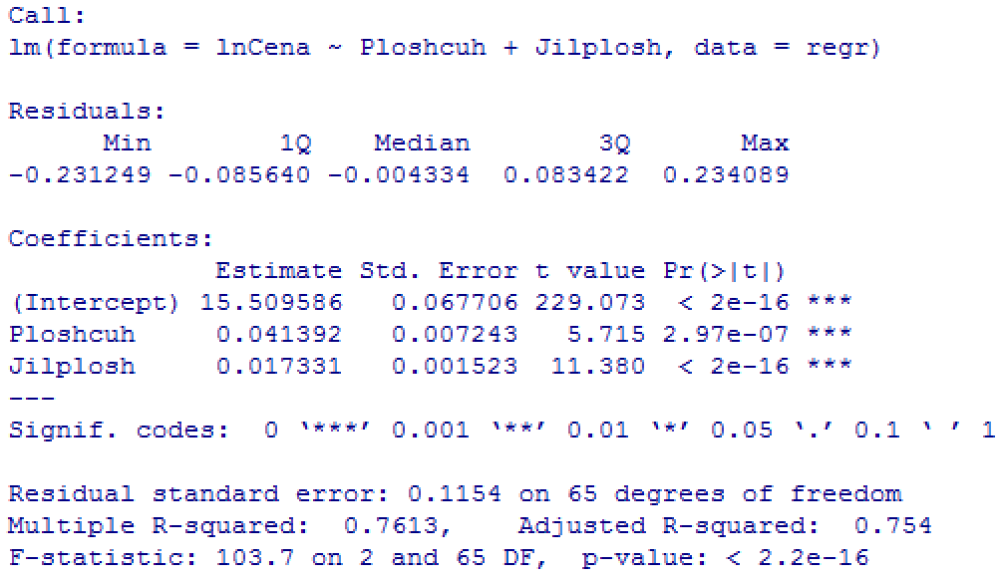 Call:
lm(formula = lnCena ~ Ploshcuh + Jilplosh, data = regr)
Residuals:
      Min        1Q    Median        3Q       Max
-0.231249 -0.085640 -0.004334  0.083422  0.234089
Coefficients:
             Estimate Std. Error t value Pr(>|t|)
(Intercept) 15.509586   0.067706 229.073  < 2e-16 ***
Ploshcuh     0.041392   0.007243   5.715 2.97e-07 ***
Jilplosh     0.017331   0.001523  11.380  < 2e-16 ***
---
Signif. codes:  0 ‘***’ 0.001 ‘**’ 0.01 ‘*’ 0.05 ‘.’ 0.1 ‘ ’ 1
Residual standard error: 0.1154 on 65 degrees of freedom
Multiple R-squared:  0.7613,    Adjusted R-squared:  0.754
F-statistic: 103.7 on 2 and 65 DF,  p-value: < 2.2e-16